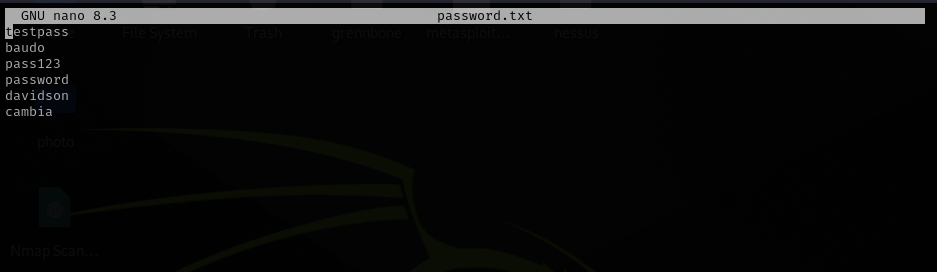 GNU nano 8.3 password.txt
File System Trash grennbone metasploit... nessus
testpass
baudo
pass123
password
davidson
cambia
photo
Nmap Scan...